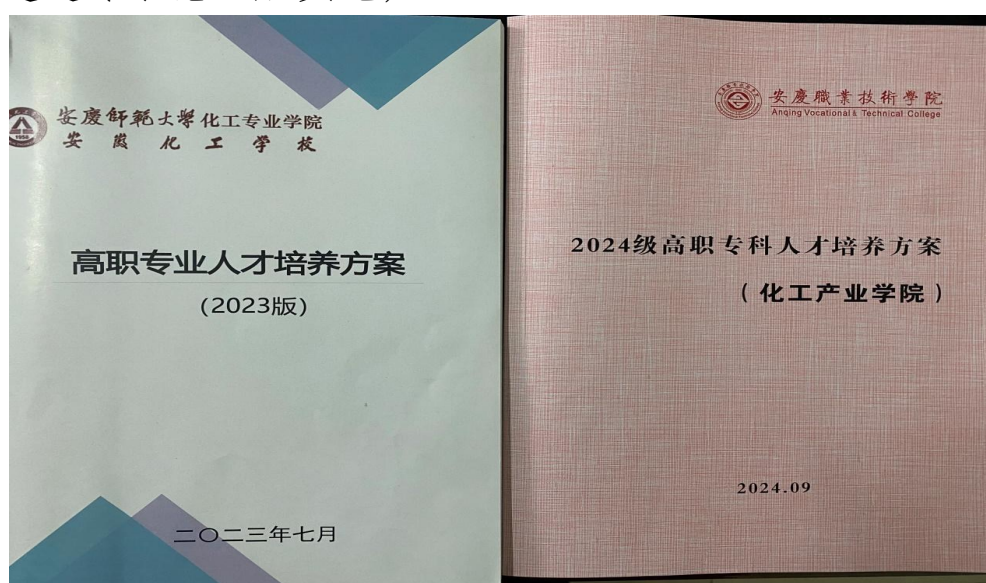 安慶師範大學化工专业学院
安徽化工学校
高职专业人才培养方案
(2023版)
二〇二三年七月
安慶職業技術學院
Anqing Vocational & Technical College
2024级高职专科人才培养方案
(化工产业学院)
2024.09